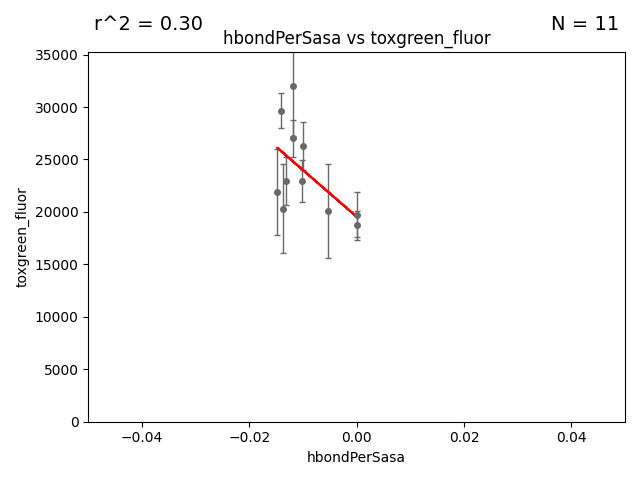 r^2 = 0.30
N = 11
hbondPerSasa vs toxgreen_fluor
35000
30000
25000
20000
15000
10000
5000
0
toxgreen_fluor
−0.04
−0.02
0.00
0.02
0.04
hbondPerSasa